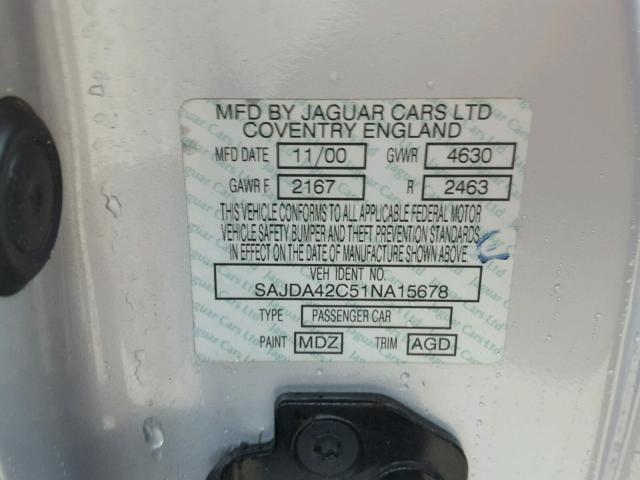 MFD BY JAGUAR CARS LTD
COVENTRY ENGLAND
MFD DATE 11/00 GVWR 4630
GAWR F 2167 R 2463
THIS VEHICLE CONFORMS TO ALL APPLICABLE FEDERAL MOTOR
VEHICLE SAFETY, BUMPER AND THEFT PREVENTION STANDARDS
IN EFFECT ON THE DATE OF MANUFACTURE SHOWN ABOVE.
VEH IDENT NO.
SAJDA42C51NA15678
TYPE PASSENGER CAR
PAINT MDZ TRIM AGD